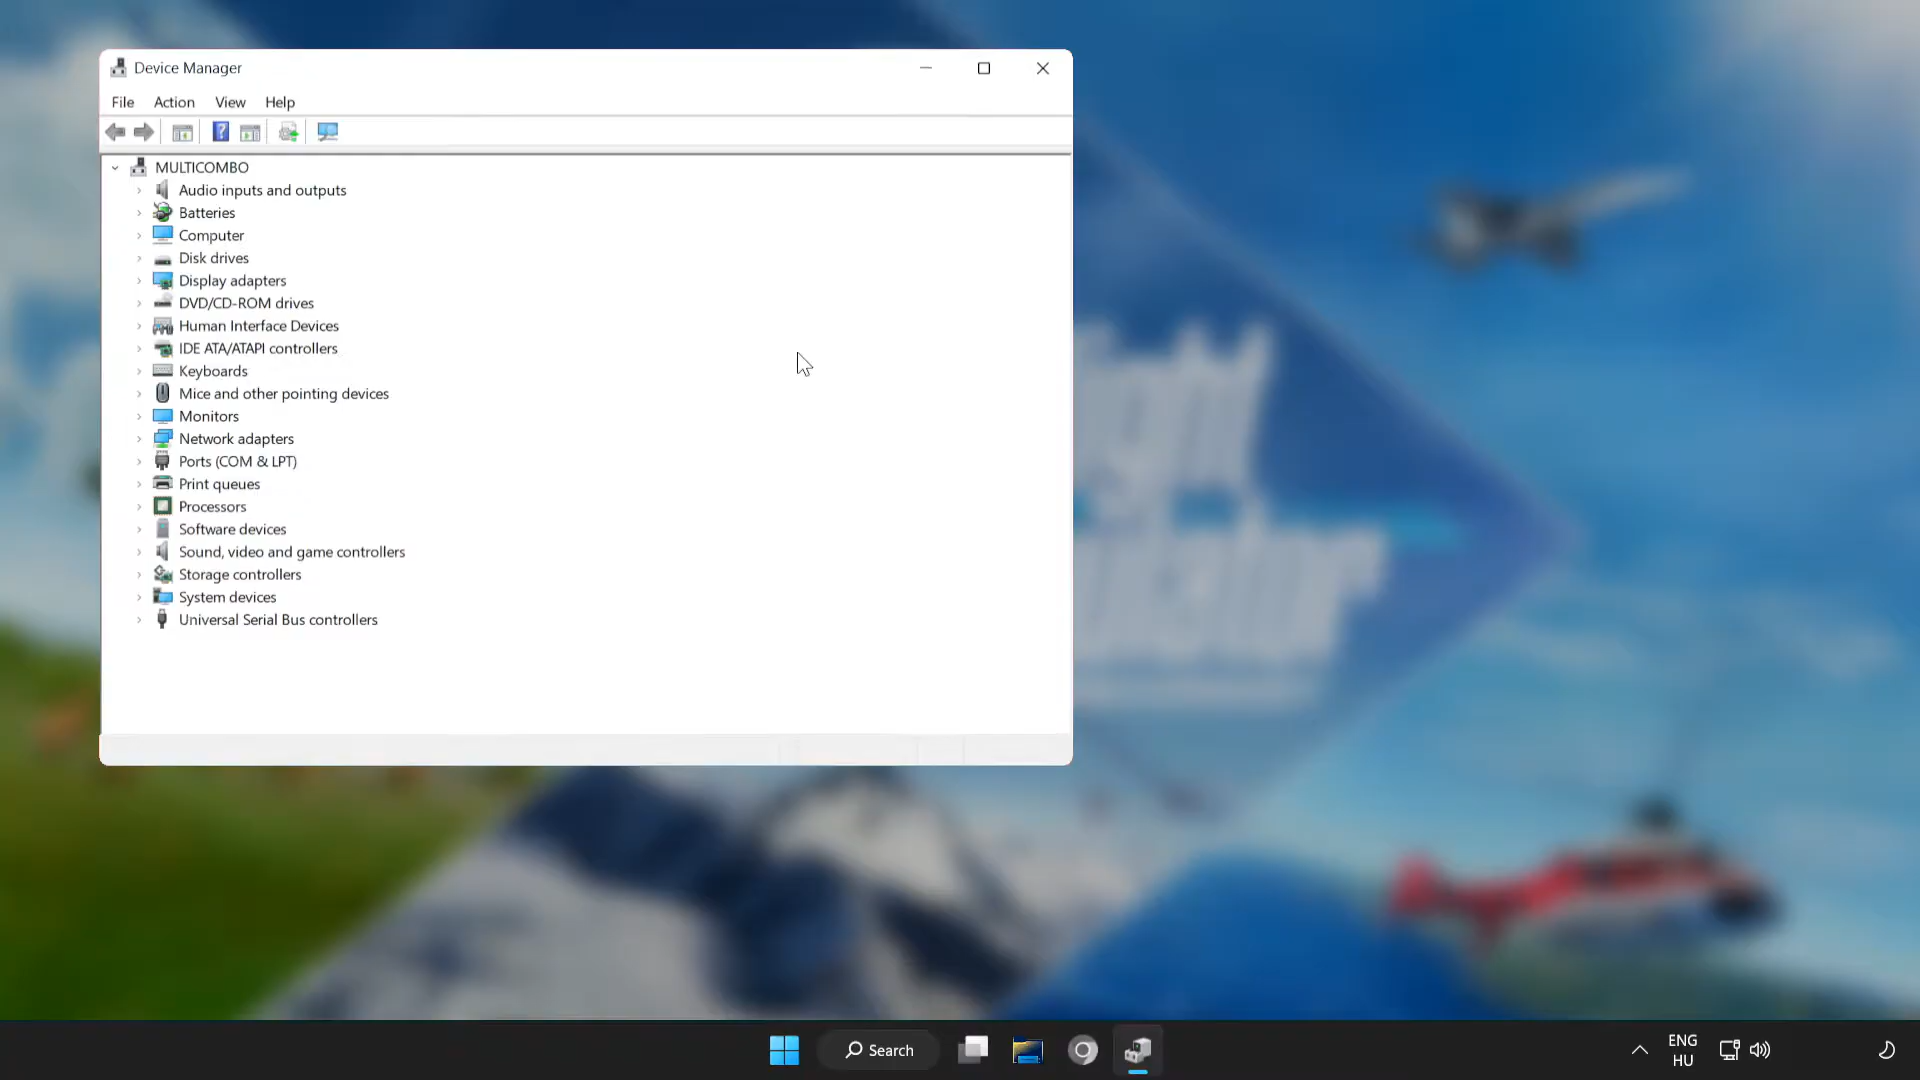 Device Manager
File Action View Help
MULTICOMBO
Audio inputs and outputs
Batteries
Computer
Disk drives
Display adapters
DVD/CD-ROM drives
Human Interface Devices
IDE ATA/ATAPI controllers
Keyboards
Mice and other pointing devices
Monitors
Network adapters
Ports (COM & LPT)
Print queues
Processors
Software devices
Sound, video and game controllers
Storage controllers
System devices
Universal Serial Bus controllers
Search
ENG
HU